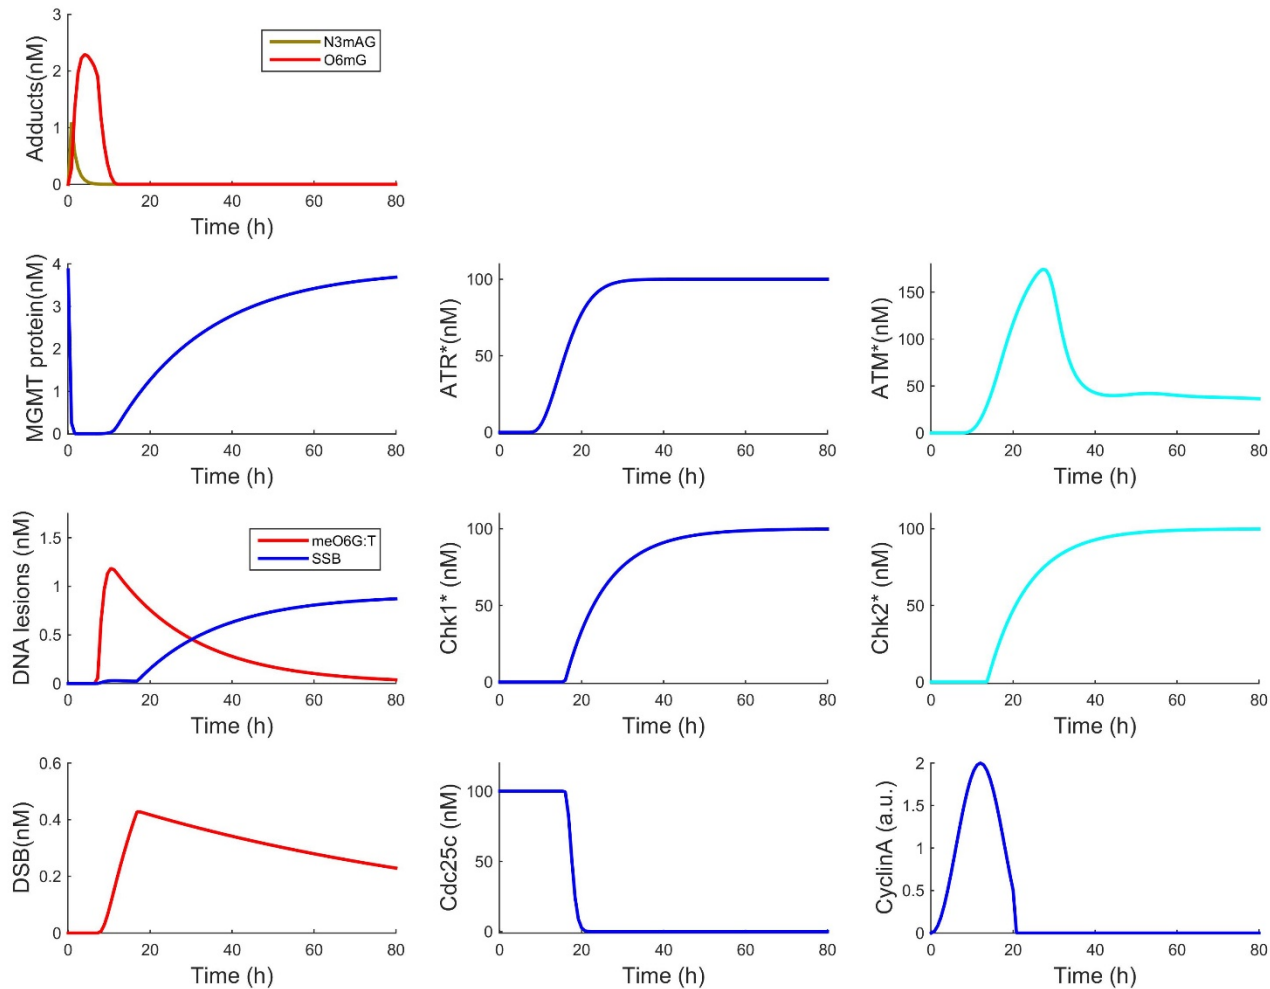 Adducts(nM)
3
2
1
0
N3mAG
O6mG
0 20 40 60 80
Time (h)
MGMT protein(nM)
4
3
2
1
0
0 20 40 60 80
Time (h)
ATR*(nM)
100
50
0
0 20 40 60 80
Time (h)
ATM*(nM)
150
100
50
0
0 20 40 60 80
Time (h)
DNA lesions (nM)
1.5
1
0.5
0
meO6G:T
SSB
0 20 40 60 80
Time (h)
Chk1* (nM)
100
50
0
0 20 40 60 80
Time (h)
Chk2* (nM)
100
50
0
0 20 40 60 80
Time (h)
DSB(nM)
0.6
0.4
0.2
0
0 20 40 60 80
Time (h)
Cdc25c (nM)
100
50
0
0 20 40 60 80
Time (h)
CyclinA (a.u.)
2
1.5
1
0.5
0
0 20 40 60 80
Time (h)